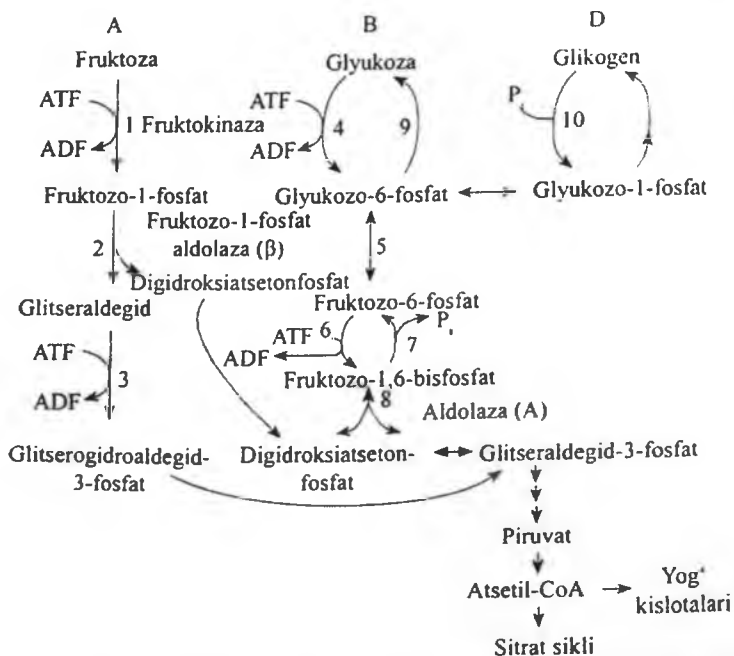 A
B
D
Fruktoza
Glyukoza
Glikogen
ATF
1 Fruktokinaza
ADF
ATF
4
9
ADF
P
10
Fruktozo-1-fosfat
Glyukozo-6-fosfat
Glyukozo-1-fosfat
2
Fruktozo-1-fosfat
aldolaza (β)
5
Digidroksiatsetonfosfat
Glitseraldegid
Fruktozo-6-fosfat
ATF
3
ADF
ATF
6
ADF
7
P
Fruktozo-1,6-bisfosfat
8
Aldolaza (A)
Glitserogidroaldegid-
3-fosfat
Digidroksiatseton-
fosfat
Glitseraldegid-3-fosfat
Piruvat
Atsetil-CoA
Yog‘
kislotalari
Sitrat sikli